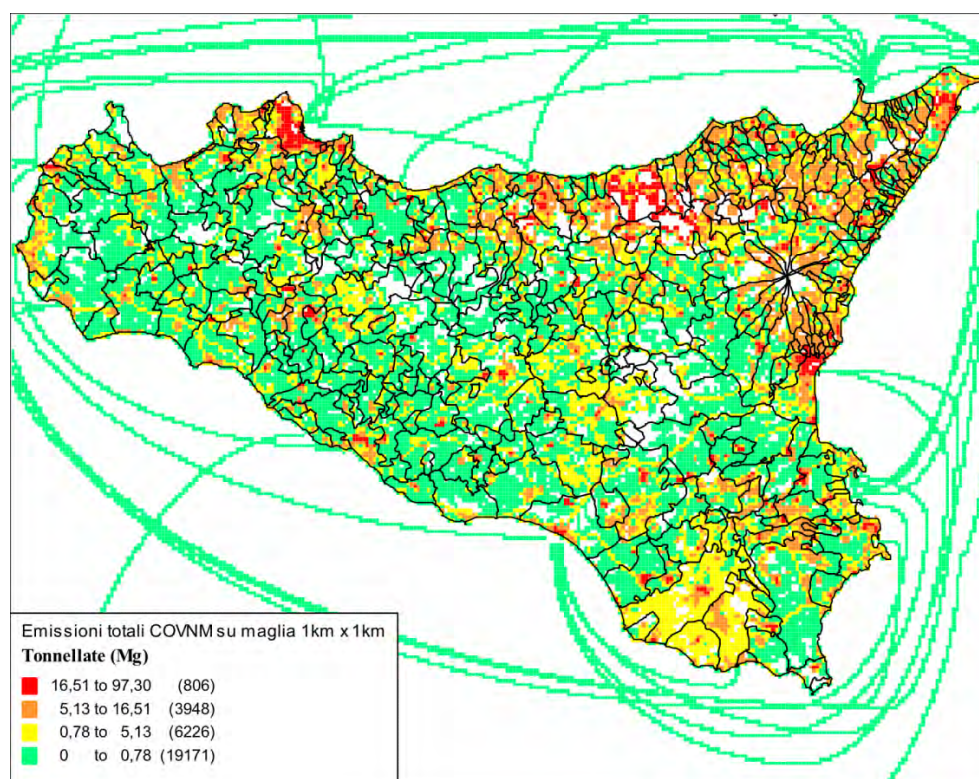 Emissioni totali COVNM su maglia 1km x 1km
Tonnellate (Mg)
16,51 to 97,30 (806)
5,13 to 16,51 (3948)
0,78 to 5,13 (6226)
0 to 0,78 (19171)